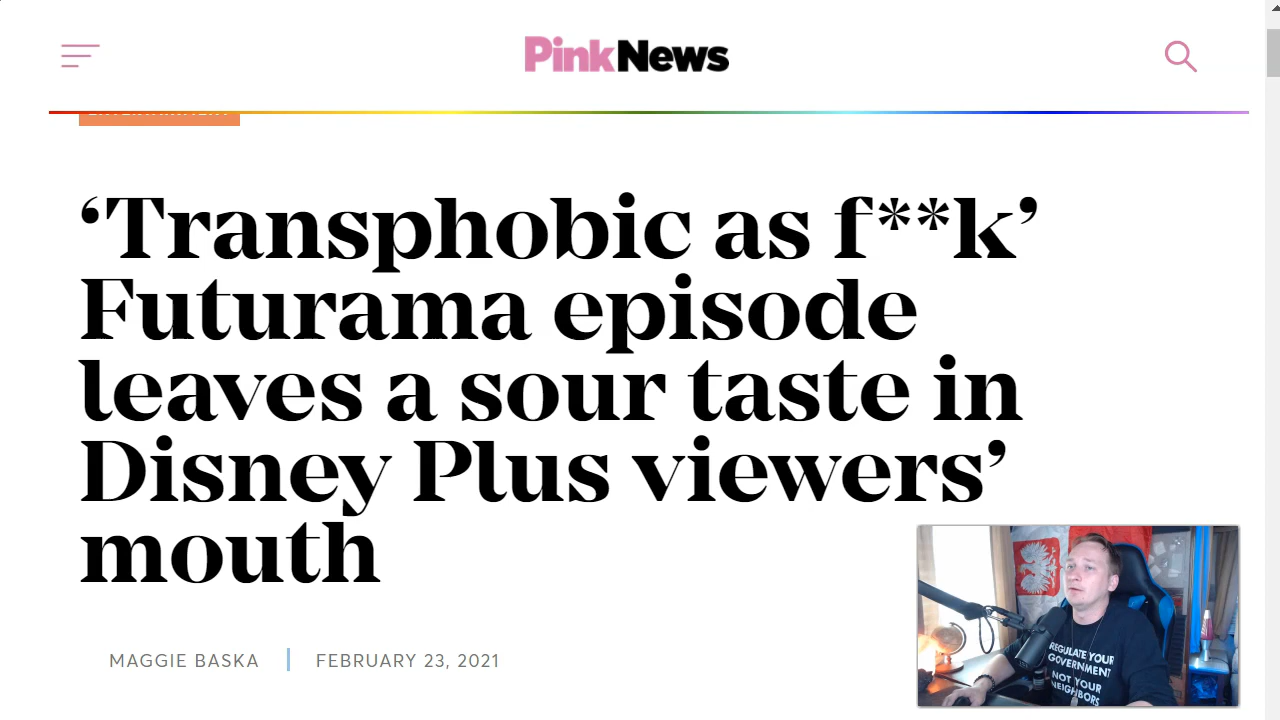 PinkNews
‘Transphobic as f**k’
Futurama episode
leaves a sour taste in
Disney Plus viewers’
mouth
MAGGIE BASKA
FEBRUARY 23, 2021
REGULATE YOUR
GOVERNMENT
NOT YOUR
NEIGHBORS